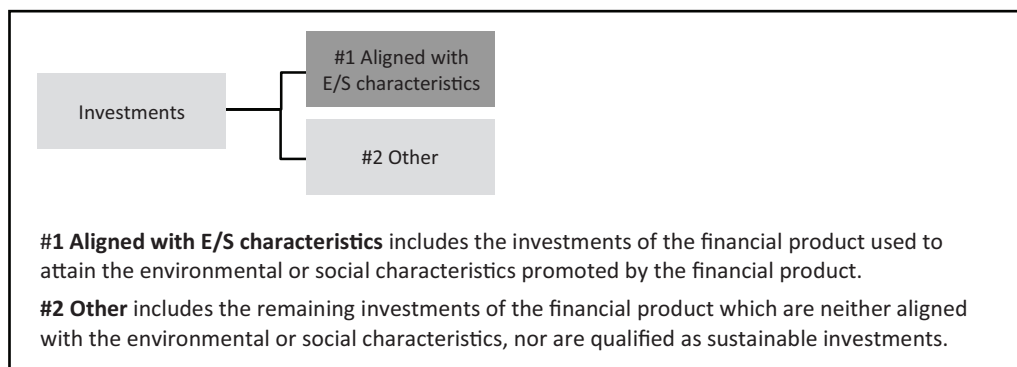 #1 Aligned with
E/S characteristics
Investments
#2 Other
#1 Aligned with E/S characteristics includes the investments of the financial product used to
attain the environmental or social characteristics promoted by the financial product.
#2 Other includes the remaining investments of the financial product which are neither aligned
with the environmental or social characteristics, nor are qualified as sustainable investments.